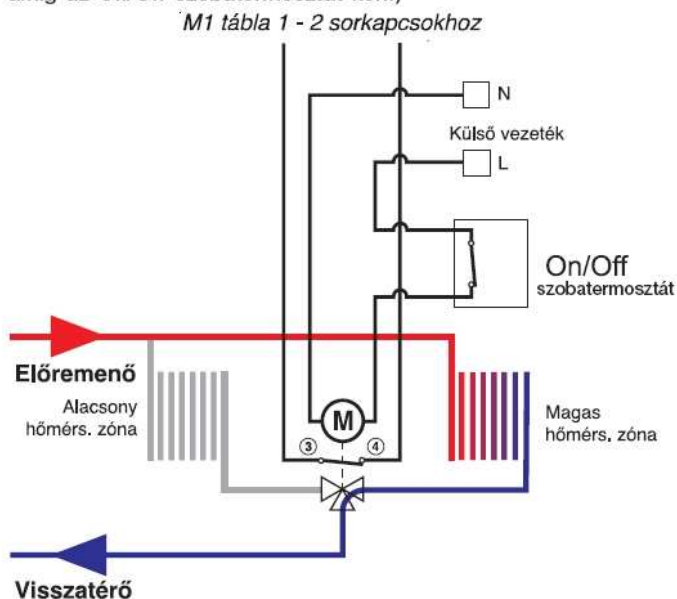 M1 tábla 1 - 2 sorkapcsokhoz
N
Külső vezeték
L
On/Off
szobatermosztát
Előremenő
Alacsony
hőmérs. zóna
M
3
4
Magas
hőmérs, zóna
Visszatérő